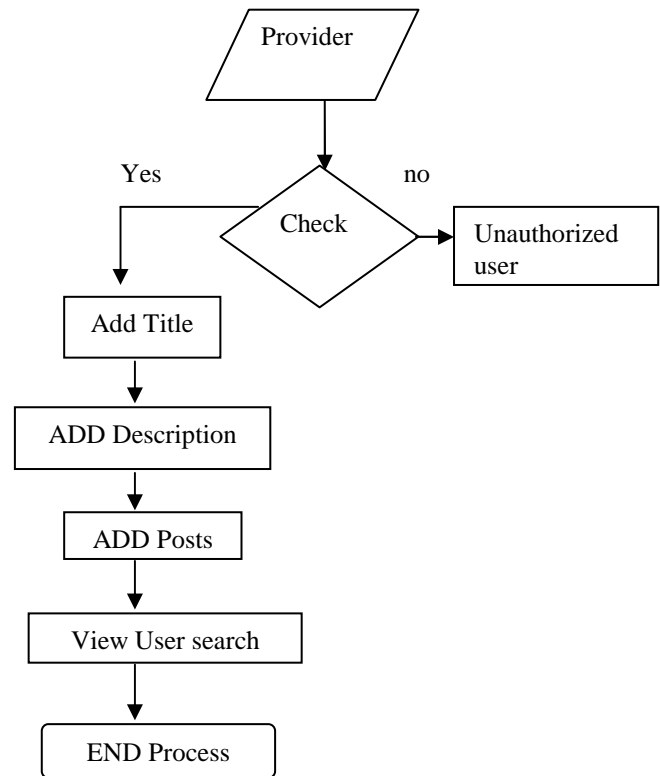 Provider
Yes
no
Check
Unauthorized
user
Add Title
ADD Description
ADD Posts
View User search
END Process